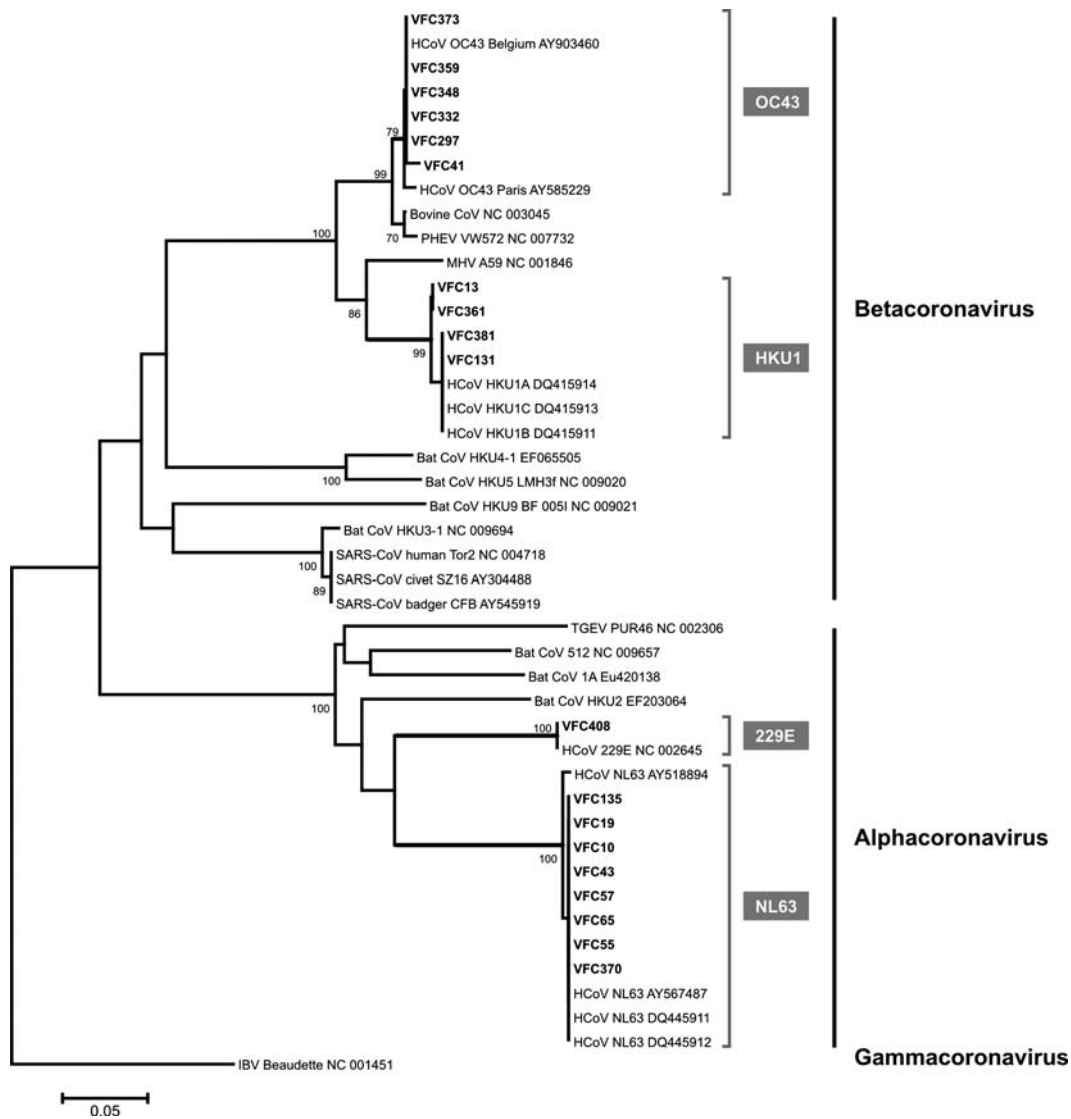 VFC373
HCoV OC43 Belgium AY903460
VFC359
VFC348
VFC332
VFC297
VFC41
HCoV OC43 Paris AY585229
Bovine CoV NC 003045
PHEV VW572 NC 007732
MHV A59 NC 001846
VFC13
VFC361
VFC381
VFC131
HCoV HKU1A DQ415914
HCoV HKU1C DQ415913
HCoV HKU1B DQ415911
Bat CoV HKU4-1 EF065505
Bat CoV HKU5 LMH3f NC 009020
Bat CoV HKU9 BF 005I NC 009021
Bat CoV HKU3-1 NC 009694
SARS-CoV human Tor2 NC 004718
SARS-CoV civet SZ16 AY304488
SARS-CoV badger CFB AY545919
TGEV PUR46 NC 002306
Bat CoV 512 NC 009657
Bat CoV 1A Eu420138
Bat CoV HKU2 EF203064
VFC408
HCoV 229E NC 002645
HCoV NL63 AY518894
VFC135
VFC19
VFC10
VFC43
VFC57
VFC65
VFC55
VFC370
HCoV NL63 AY567487
HCoV NL63 DQ445911
HCoV NL63 DQ445912
IBV Beaudette NC 001451
79
99
70
100
86
99
100
100
89
100
100
100
OC43
HKU1
229E
NL63
Betacoronavirus
Alphacoronavirus
Gammacoronavirus
0.05